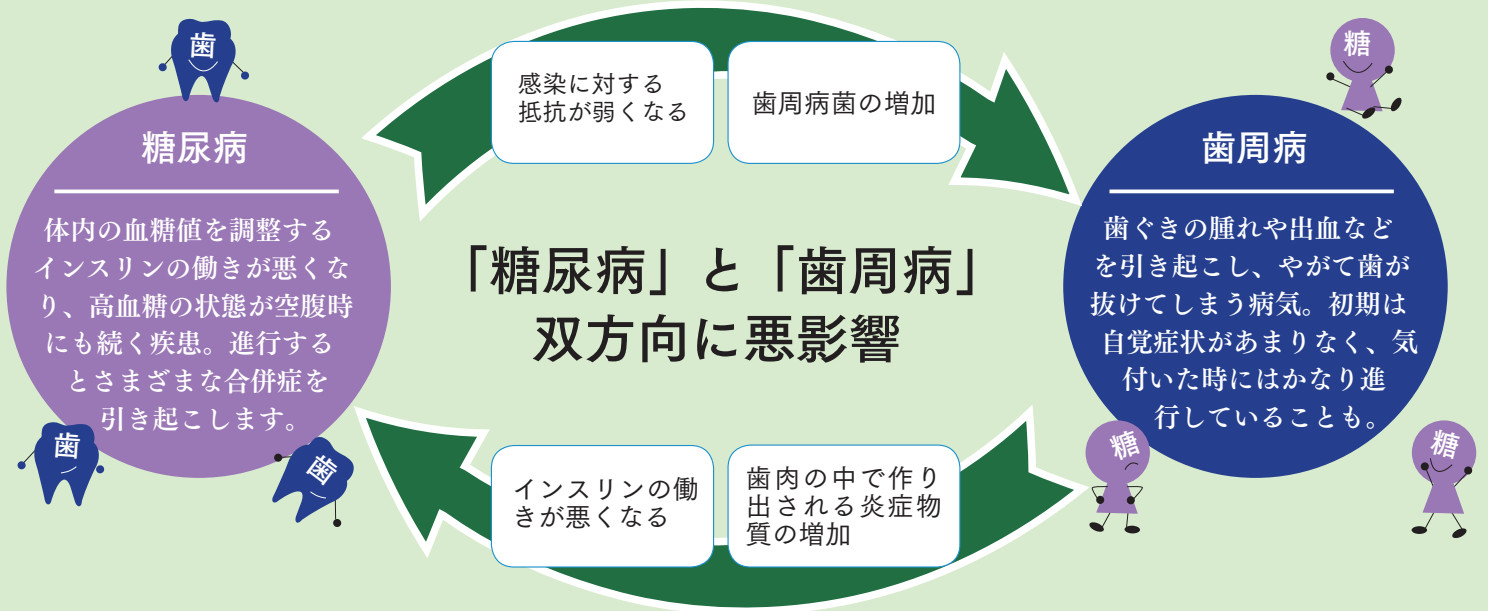 歯
糖尿病
体内の血糖値を調整する
インスリンの働きが悪くな
り、高血糖の状態が空腹時
にも続く疾患。進行する
とさまざまな合併症を
引き起こします。
歯
歯
感染に対する
抵抗が弱くなる
歯周病菌の増加
「糖尿病」と「歯周病」
双方向に悪影響
インスリンの働
きが悪くなる
歯肉の中で作り
出される炎症物
質の増加
糖
歯周病
歯ぐきの腫れや出血など
を引き起こし、やがて歯が
抜けてしまう病気。初期は
自覚症状があまりなく、気
付いた時にはかなり進
行していることも。
糖
糖